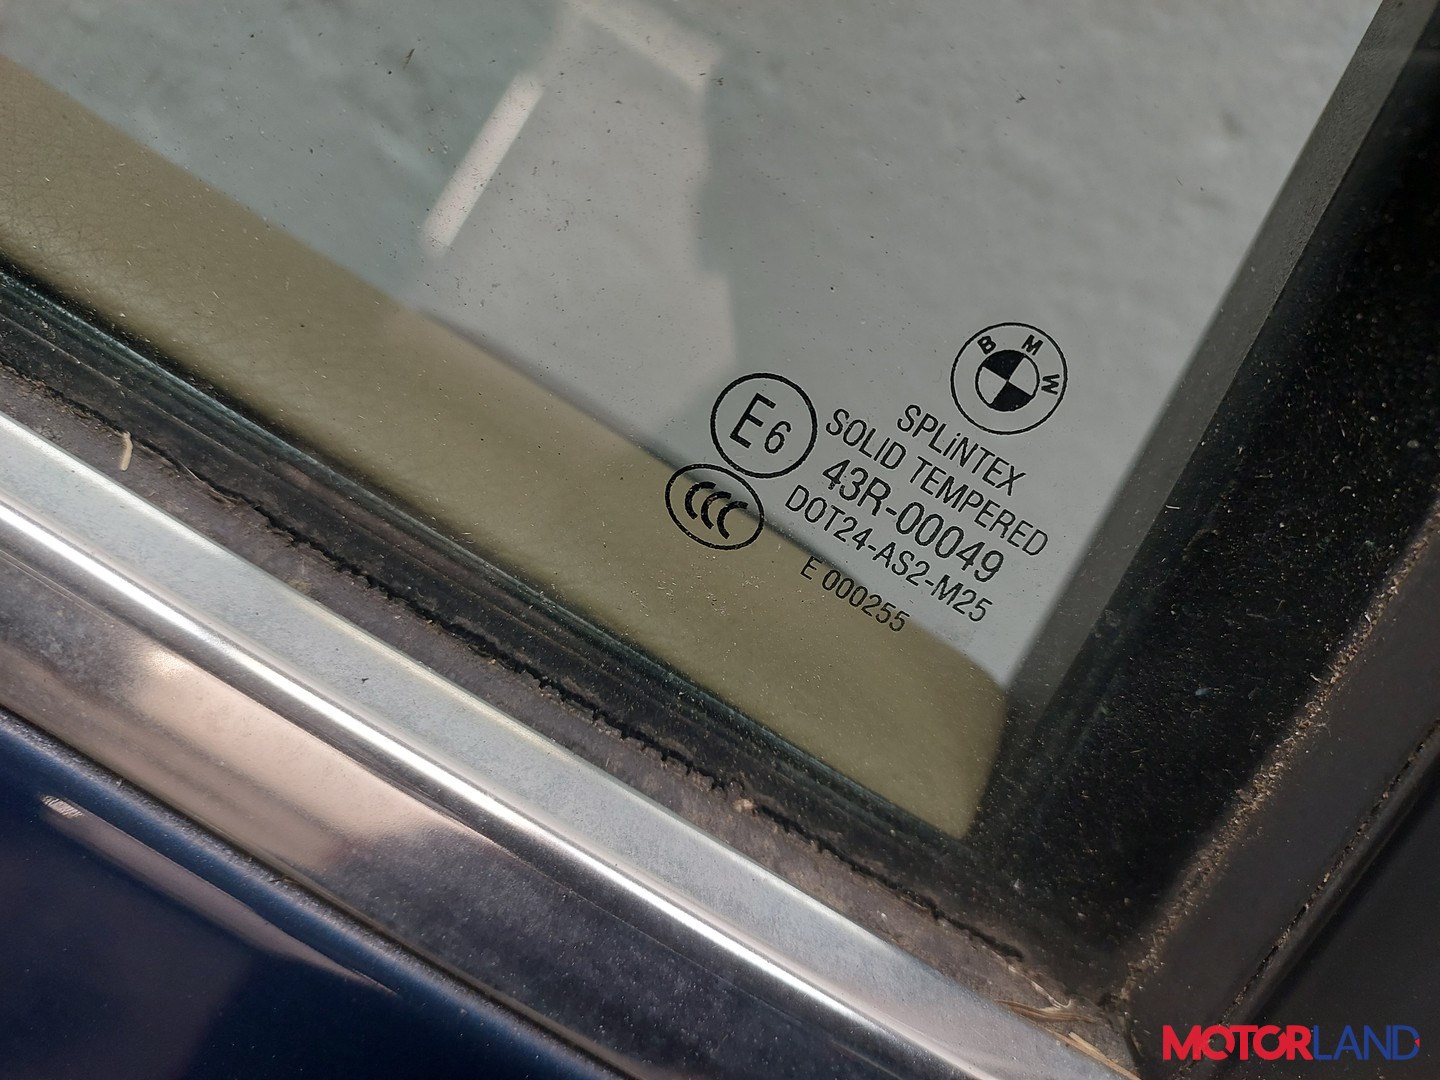 BMW
SPLiNTEX
E6 SOLID TEMPERED
43R-00049
CCC DOT24-AS2-M25
E 000255
MOTORLAND